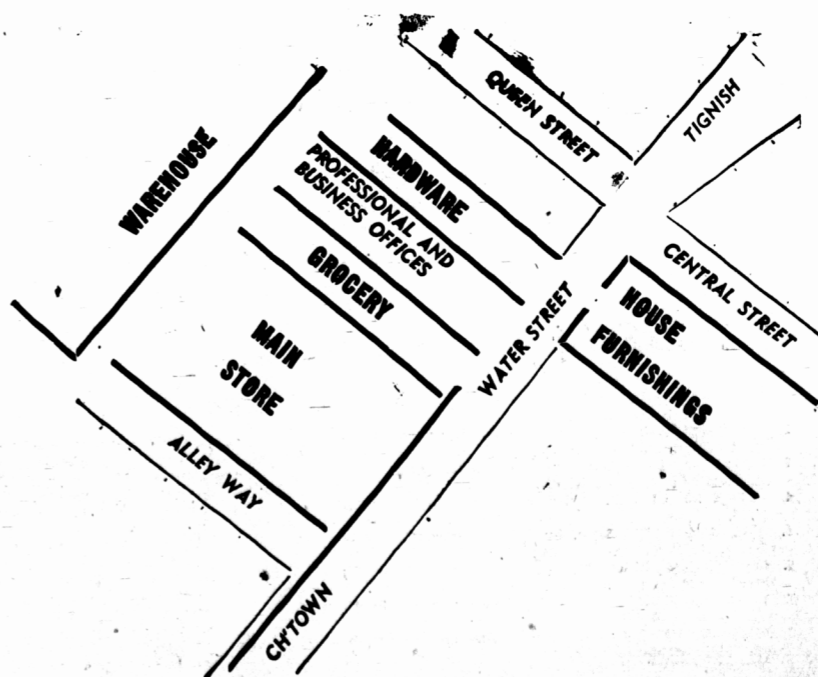 QUEEN STREET
TIGNISH
WAREHOUSE
HARDWARE
PROFESSIONAL AND
BUSINESS OFFICES
GROCERY
CENTRAL STREET
HOUSE
FURNISHINGS
WATER STREET
MAIN
STORE
ALLEY WAY
CH'TOWN